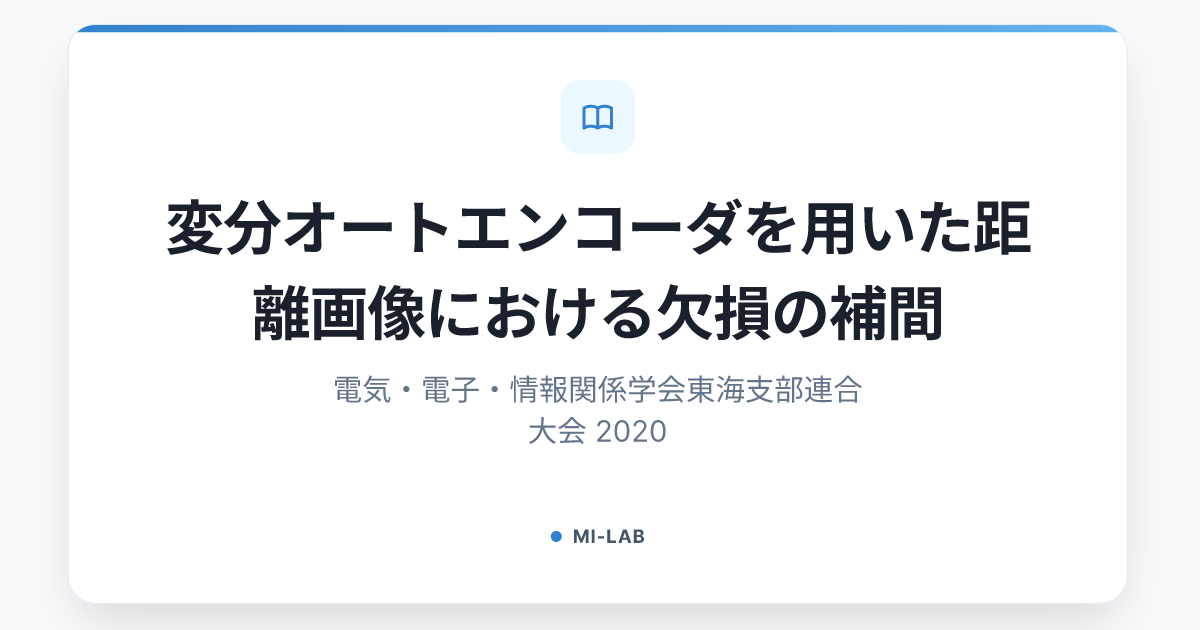 変分オートエンコーダを用いた距
離画像における欠損の補間
電気・電子・情報関係学会東海支部連合
大会 2020
MI-LAB